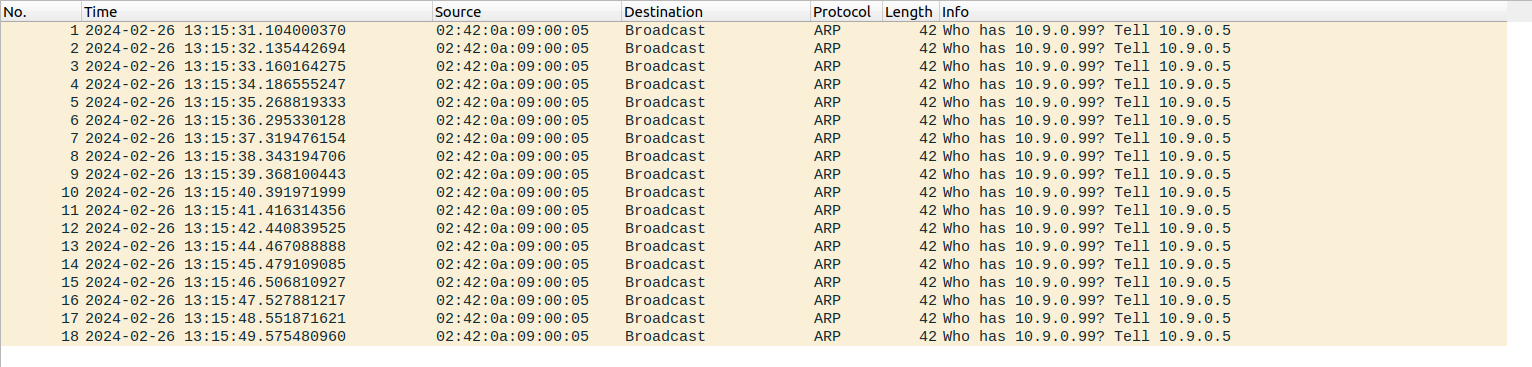 No. Time Source Destination Protocol Length Info
1 2024-02-26 13:15:31.104000370 02:42:0a:09:00:05 Broadcast ARP 42 Who has 10.9.0.99? Tell 10.9.0.5
2 2024-02-26 13:15:32.135442694 02:42:0a:09:00:05 Broadcast ARP 42 Who has 10.9.0.99? Tell 10.9.0.5
3 2024-02-26 13:15:33.160164275 02:42:0a:09:00:05 Broadcast ARP 42 Who has 10.9.0.99? Tell 10.9.0.5
4 2024-02-26 13:15:34.186555247 02:42:0a:09:00:05 Broadcast ARP 42 Who has 10.9.0.99? Tell 10.9.0.5
5 2024-02-26 13:15:35.268819333 02:42:0a:09:00:05 Broadcast ARP 42 Who has 10.9.0.99? Tell 10.9.0.5
6 2024-02-26 13:15:36.295330128 02:42:0a:09:00:05 Broadcast ARP 42 Who has 10.9.0.99? Tell 10.9.0.5
7 2024-02-26 13:15:37.319476154 02:42:0a:09:00:05 Broadcast ARP 42 Who has 10.9.0.99? Tell 10.9.0.5
8 2024-02-26 13:15:38.343194706 02:42:0a:09:00:05 Broadcast ARP 42 Who has 10.9.0.99? Tell 10.9.0.5
9 2024-02-26 13:15:39.368100443 02:42:0a:09:00:05 Broadcast ARP 42 Who has 10.9.0.99? Tell 10.9.0.5
10 2024-02-26 13:15:40.391971999 02:42:0a:09:00:05 Broadcast ARP 42 Who has 10.9.0.99? Tell 10.9.0.5
11 2024-02-26 13:15:41.416314356 02:42:0a:09:00:05 Broadcast ARP 42 Who has 10.9.0.99? Tell 10.9.0.5
12 2024-02-26 13:15:42.440839525 02:42:0a:09:00:05 Broadcast ARP 42 Who has 10.9.0.99? Tell 10.9.0.5
13 2024-02-26 13:15:44.467088888 02:42:0a:09:00:05 Broadcast ARP 42 Who has 10.9.0.99? Tell 10.9.0.5
14 2024-02-26 13:15:45.479109085 02:42:0a:09:00:05 Broadcast ARP 42 Who has 10.9.0.99? Tell 10.9.0.5
15 2024-02-26 13:15:46.506810927 02:42:0a:09:00:05 Broadcast ARP 42 Who has 10.9.0.99? Tell 10.9.0.5
16 2024-02-26 13:15:47.527881217 02:42:0a:09:00:05 Broadcast ARP 42 Who has 10.9.0.99? Tell 10.9.0.5
17 2024-02-26 13:15:48.551871621 02:42:0a:09:00:05 Broadcast ARP 42 Who has 10.9.0.99? Tell 10.9.0.5
18 2024-02-26 13:15:49.575480960 02:42:0a:09:00:05 Broadcast ARP 42 Who has 10.9.0.99? Tell 10.9.0.5